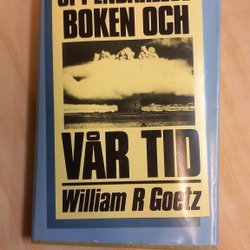 BOKEN OCH
VÅR TID
William R Goetz